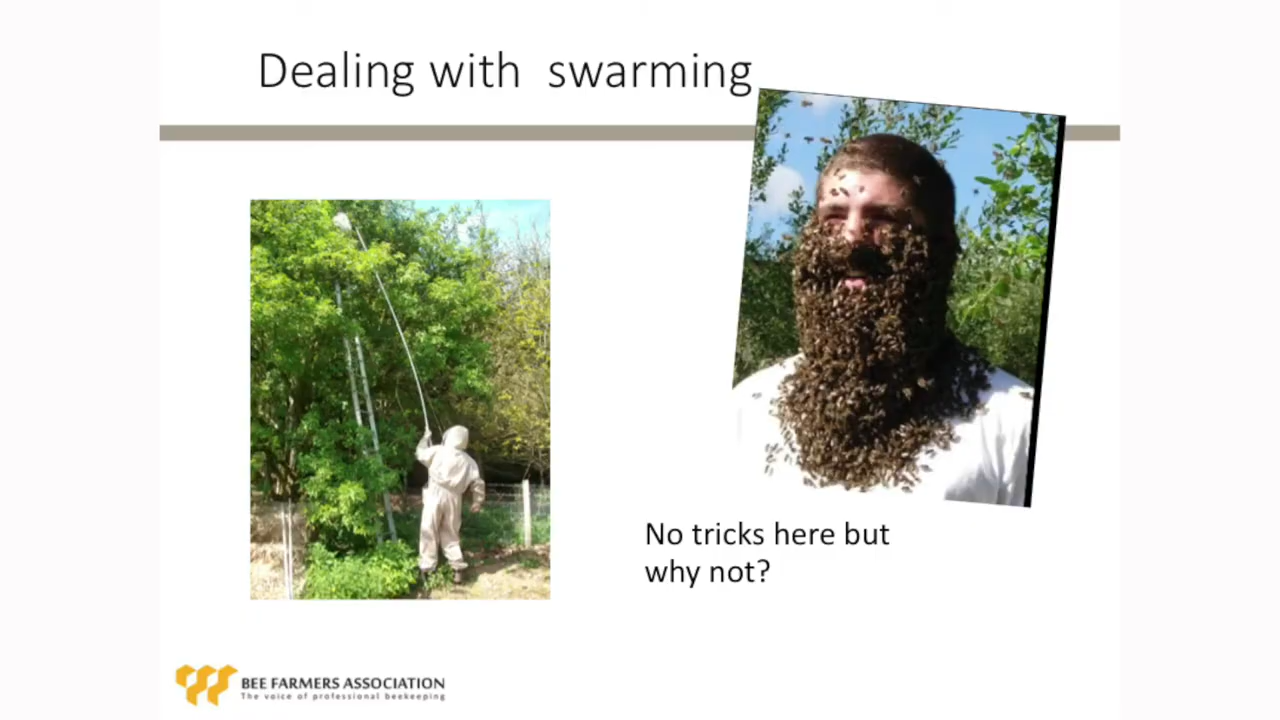 Dealing with swarming
No tricks here but
why not?
BEE FARMERS ASSOCIATION
The voice of professional beekeeping